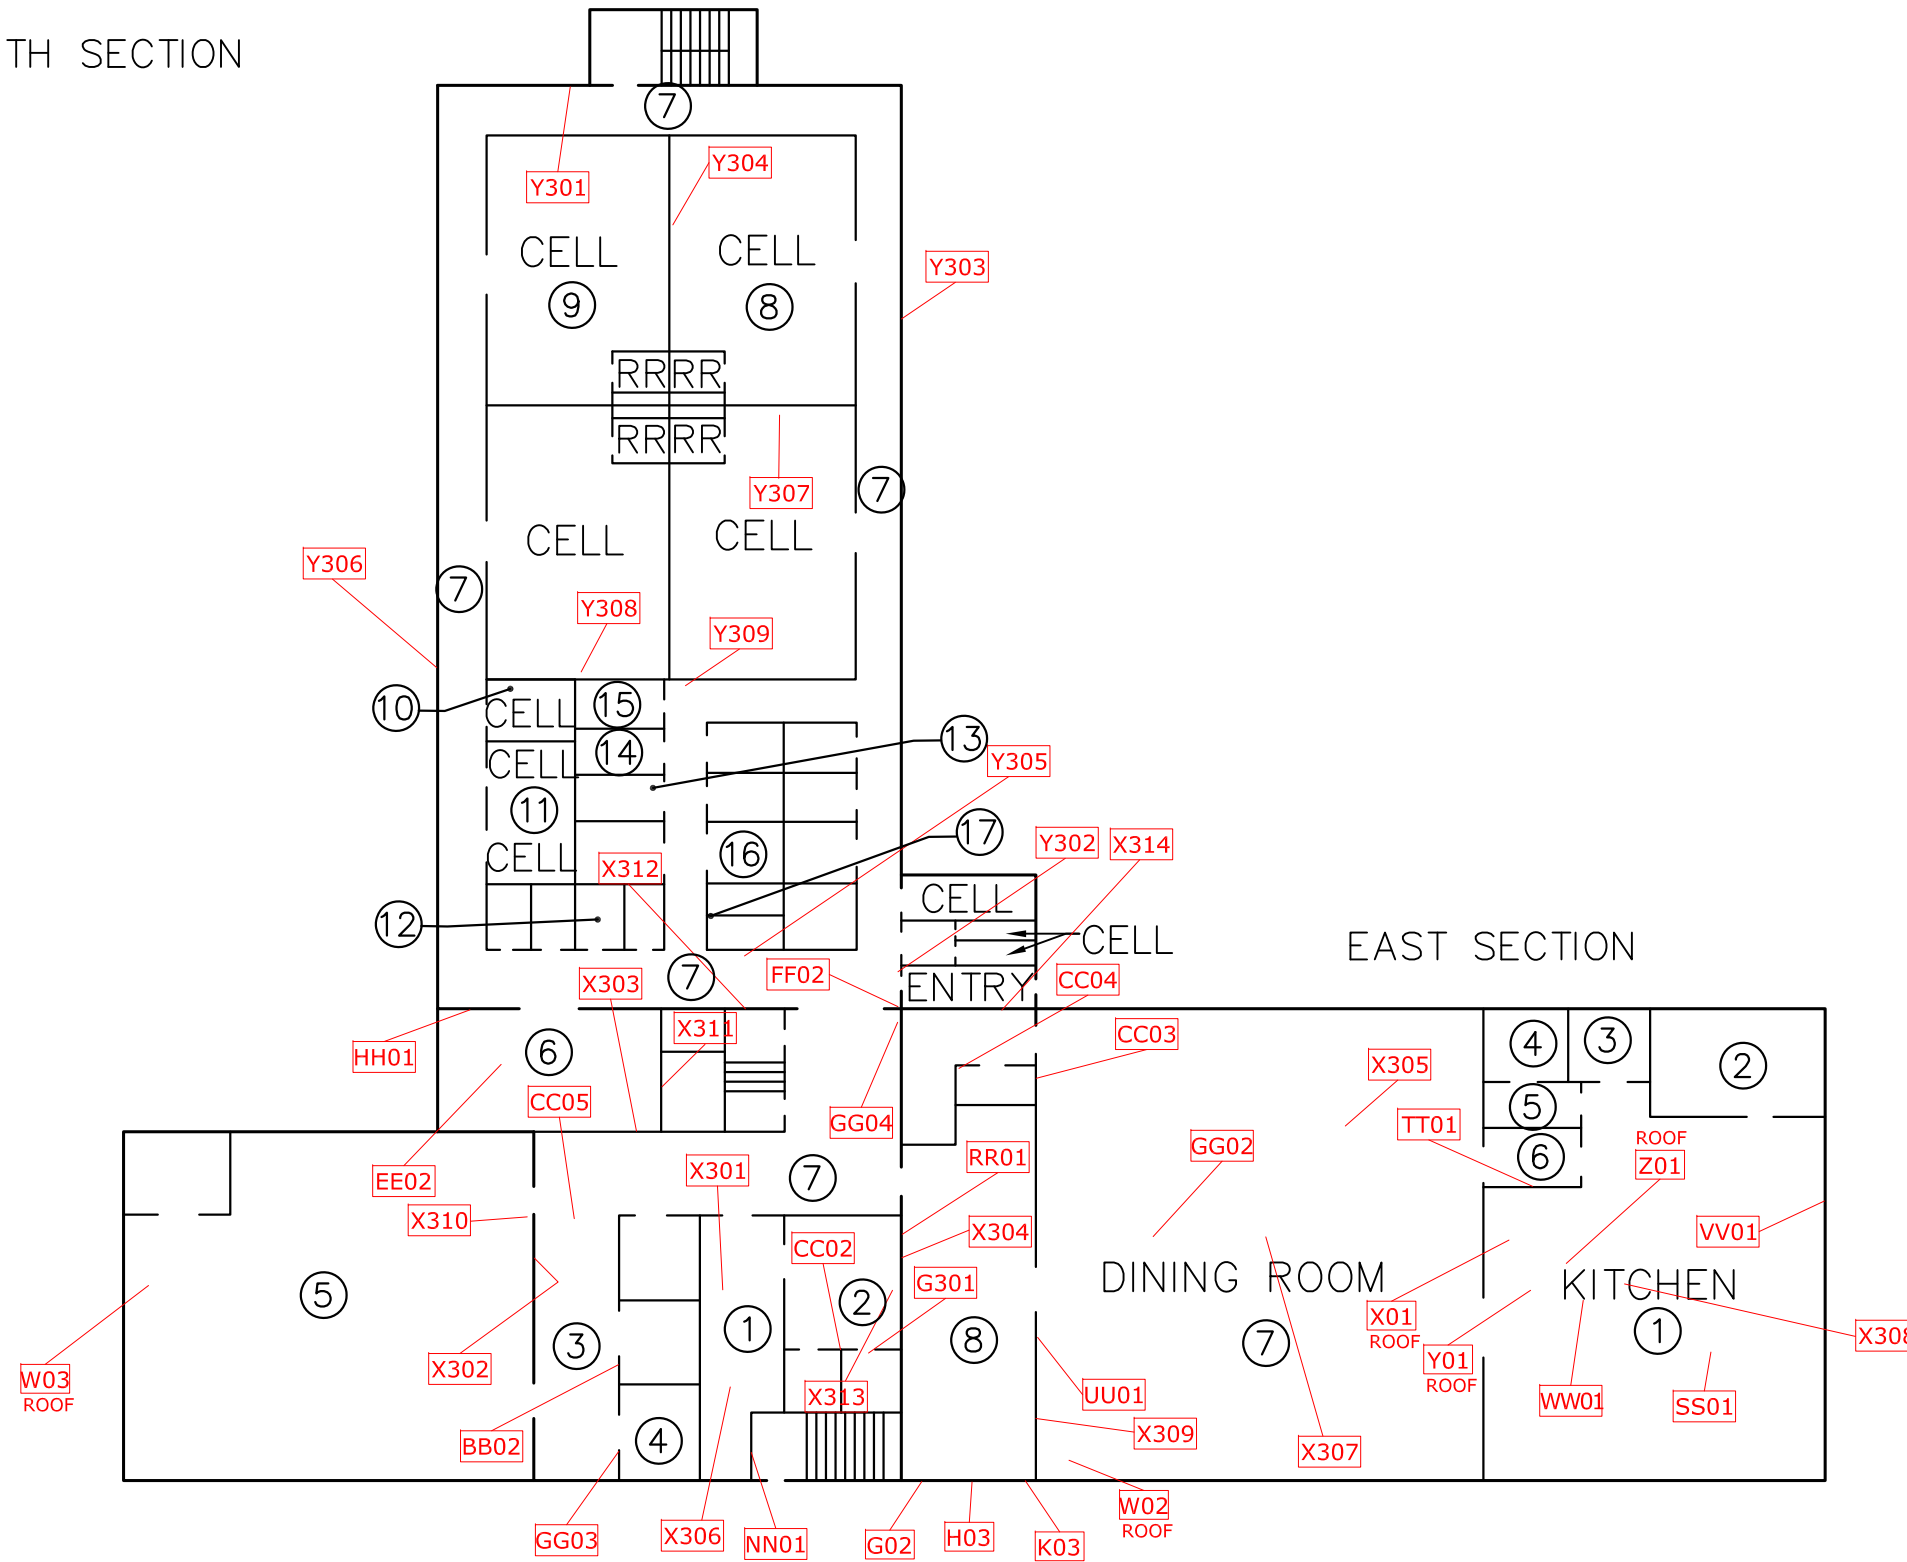 TH SECTION
7
Y301
Y304
CELL
CELL
Y303
9
8
RR
RR
RR
RR
7
Y307
CELL
CELL
Y306
7
Y308
Y309
10
CELL
15
13
14
CELL
Y305
11
17
16
CELL
X312
Y302
X314
CELL
12
CELL
EAST SECTION
7
FF02
ENTRY
CC04
X303
X311
CC03
HH01
6
4
3
2
X305
CC05
GG04
5
TT01
GG02
ROOF
Z01
RR01
6
EE02
X301
7
X310
X304
VV01
CC02
DINING ROOM
KITCHEN
G301
5
2
X01
ROOF
1
3
1
8
7
X308
Y01
ROOF
X302
W03
ROOF
X313
UU01
WW01
SS01
BB02
4
X309
X307
W02
ROOF
GG03
X306
NN01
G02
H03
K03